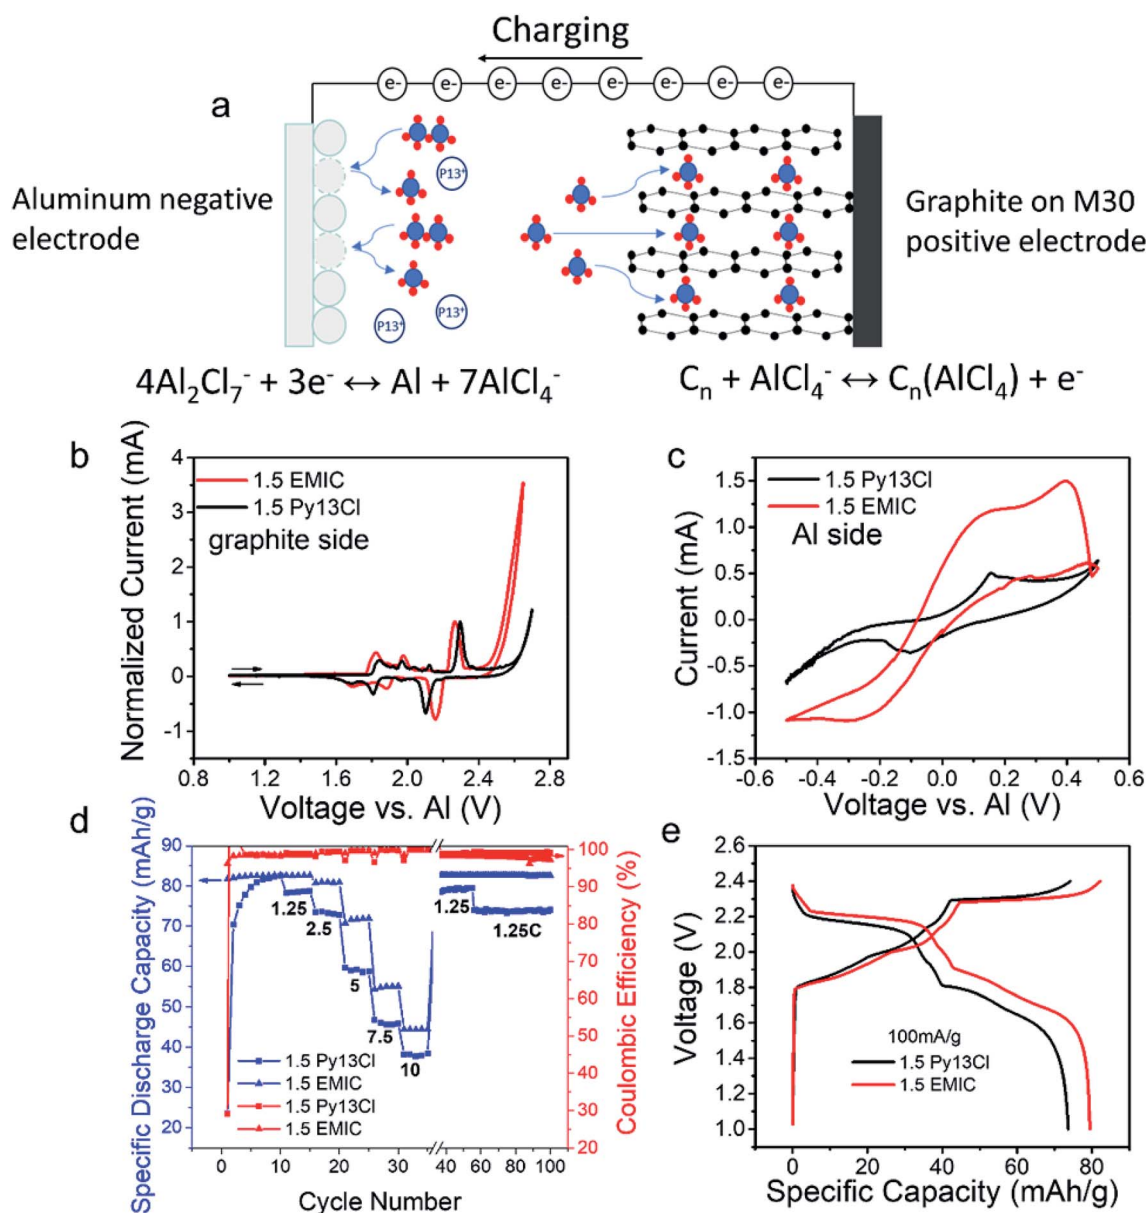 Charging
e- e- e- e- e- e- e- e-
a
Aluminum negative
electrode
P13⁺
P13⁺
P13⁺
Graphite on M30
positive electrode
4Al₂Cl₇⁻ + 3e⁻ ↔ Al + 7AlCl₄⁻
Cₙ + AlCl₄⁻ ↔ Cₙ(AlCl₄) + e⁻
b
Normalized Current (mA)
4
3
2
1
0
-1
1.5 EMIC
1.5 Py13Cl
graphite side
0.8 1.2 1.6 2.0 2.4 2.8
Voltage vs. Al (V)
c
Current (mA)
1.5
1.0
0.5
0.0
-0.5
-1.0
-1.5
1.5 Py13Cl
1.5 EMIC
Al side
-0.4 -0.2 0.0 0.2 0.4 0.6
Voltage vs. Al (V)
d
Specific Discharge Capacity (mAh/g)
90
80
70
60
50
40
30
20
1.25
2.5
5
7.5
10
1.25
1.25C
1.5 Py13Cl
1.5 EMIC
1.5 Py13Cl
1.5 EMIC
100
90
80
70
60
50
40
30
20
Coulombic Efficiency (%)
0 10 20 30 40 60 80 100
Cycle Number
e
Voltage (V)
2.6
2.4
2.2
2.0
1.8
1.6
1.4
1.2
1.0
100mA/g
1.5 Py13Cl
1.5 EMIC
0 20 40 60 80
Specific Capacity (mAh/g)